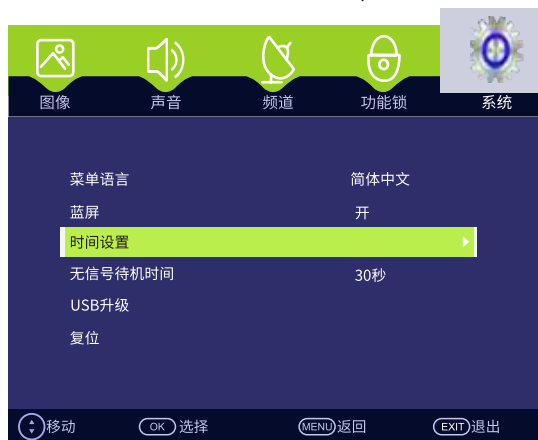 图像 声音 频道 功能锁 系统
菜单语言 简体中文
蓝屏 开
时间设置
无信号待机时间 30秒
USB升级
复位
移动 OK 选择 MENU 返回 EXIT 退出